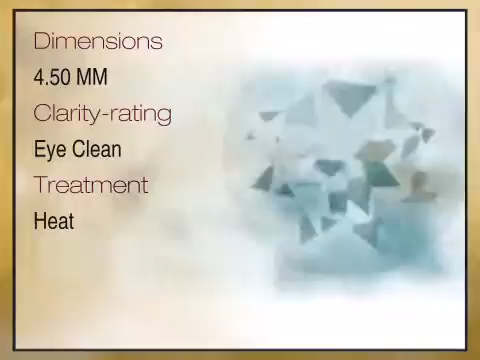 Dimensions
4.50 MM
Clarity-rating
Eye Clean
Treatment
Heat